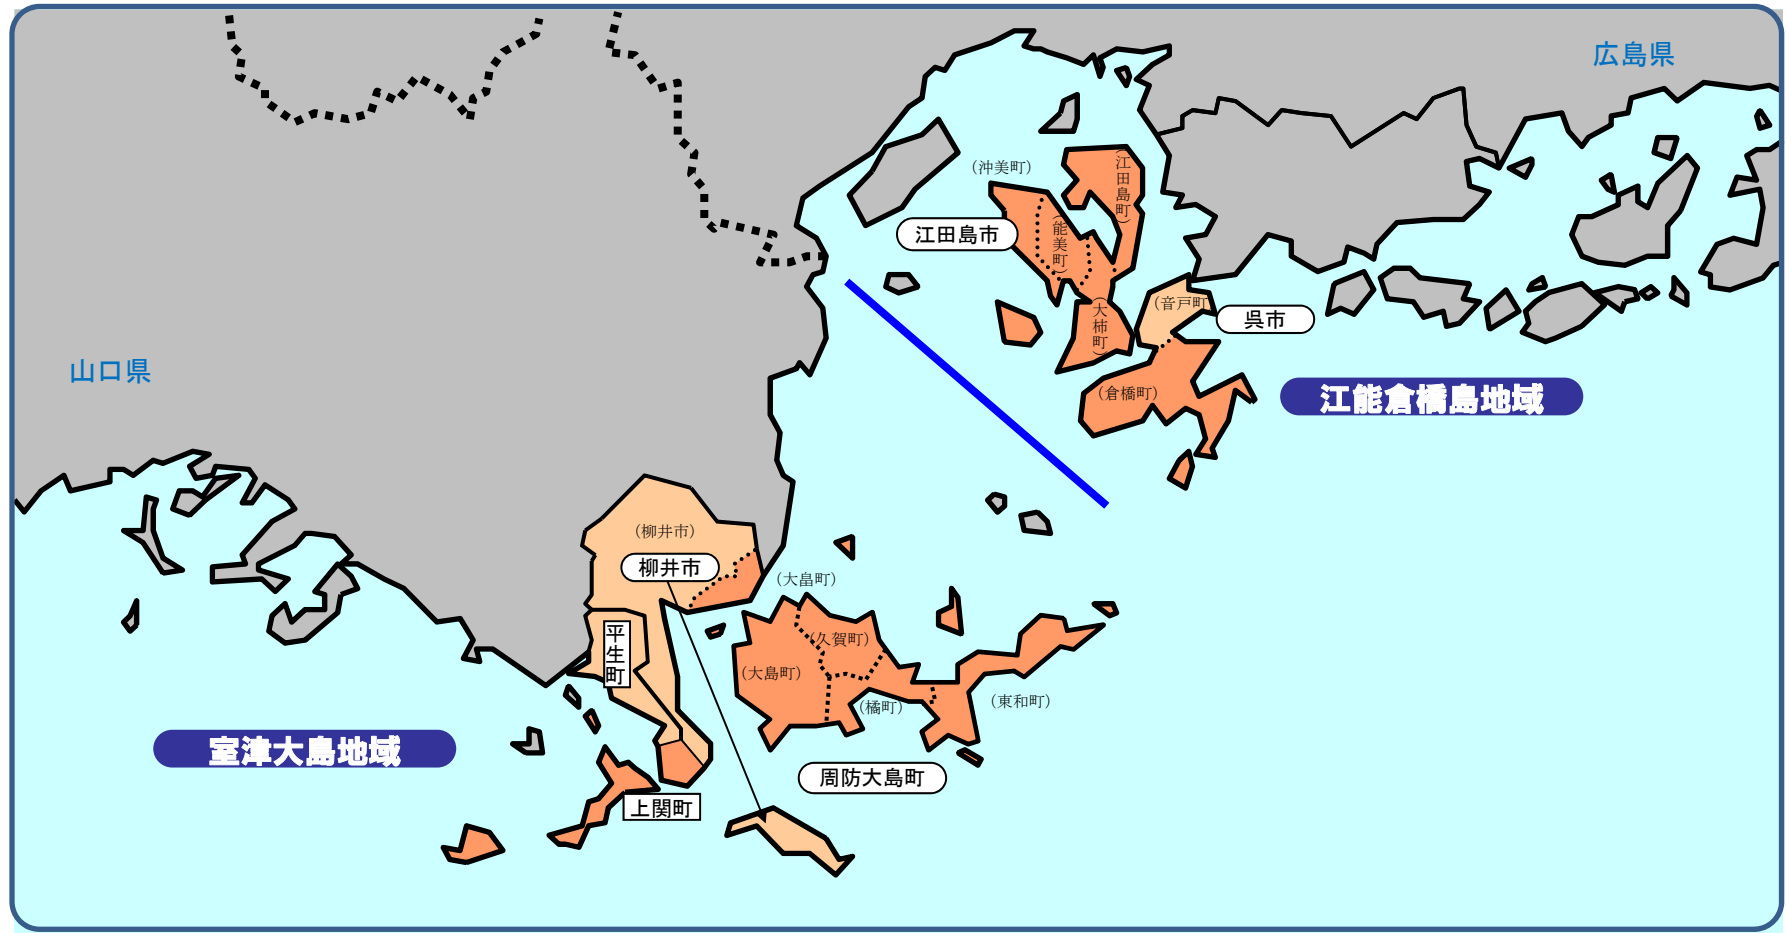 広島県
(沖美町)
(江田島町)
(能美町)
江田島市
(音戸町
(大柿町)
呉市
山口県
(倉橋町)
江能倉橋島地域
(柳井市)
柳井市
(大畠町)
平生町
(久賀町)
(大島町)
(東和町)
(橘町)
室津大島地域
周防大島町
上関町